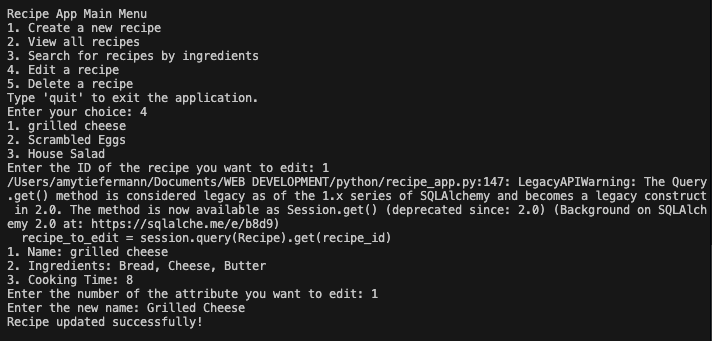 Recipe App Main Menu
1. Create a new recipe
2. View all recipes
3. Search for recipes by ingredients
4. Edit a recipe
5. Delete a recipe
Type 'quit' to exit the application.
Enter your choice: 4
1. grilled cheese
2. Scrambled Eggs
3. House Salad
Enter the ID of the recipe you want to edit: 1
/Users/amytiefermann/Documents/WEB DEVELOPMENT/python/recipe_app.py:147: LegacyAPIWarning: The Query
.get() method is considered legacy as of the 1.x series of SQLAlchemy and becomes a legacy construct
 in 2.0. The method is now available as Session.get() (deprecated since: 2.0) (Background on SQLAlch
emy 2.0 at: https://sqlalche.me/e/b8d9)
  recipe_to_edit = session.query(Recipe).get(recipe_id)
1. Name: grilled cheese
2. Ingredients: Bread, Cheese, Butter
3. Cooking Time: 8
Enter the number of the attribute you want to edit: 1
Enter the new name: Grilled Cheese
Recipe updated successfully!